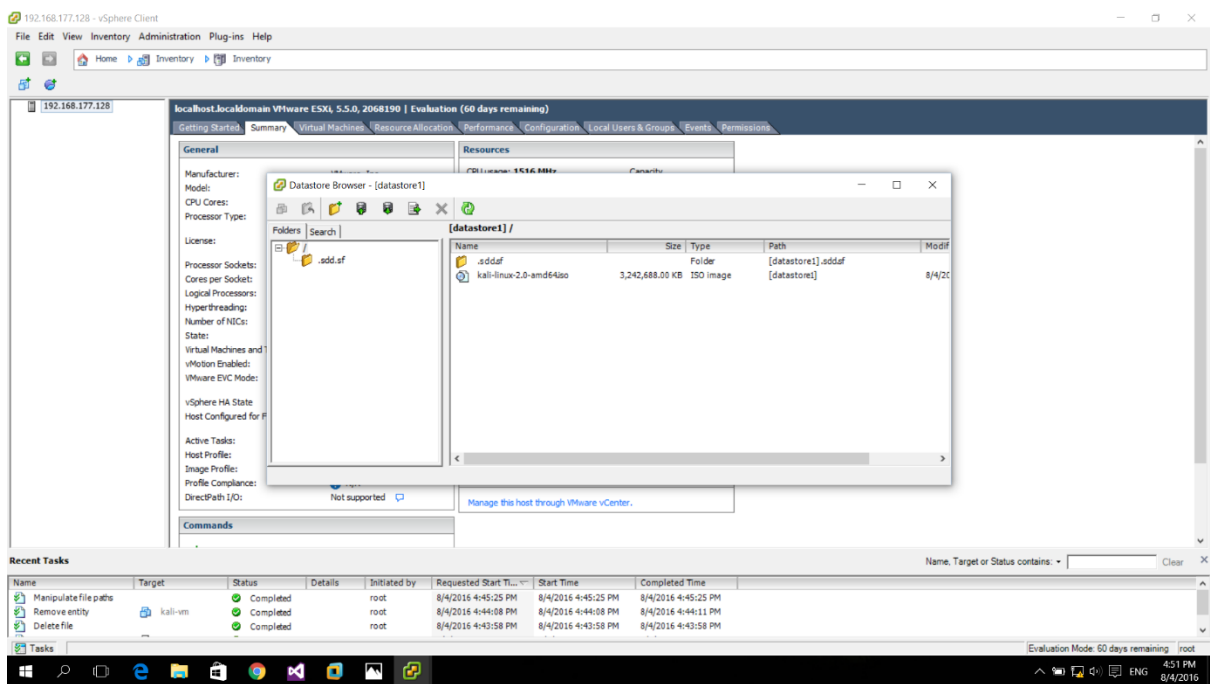 192.168.177.128 - vSphere Client
File Edit View Inventory Administration Plug-ins Help
Home Inventory Inventory
192.168.177.128
localhost.localdomain VMware ESXi, 5.5.0, 2068190 | Evaluation (60 days remaining)
Getting Started Summary Virtual Machines Resource Allocation Performance Configuration Local Users & Groups Events Permissions
General
Manufacturer:
Model:
CPU Cores:
Processor Type:
License:
Processor Sockets:
Cores per Socket:
Logical Processors:
Hyperthreading:
Number of NICs:
State:
Virtual Machines and
vMotion Enabled:
VMware EVC Mode:
vSphere HA State
Host Configured for
Active Tasks:
Host Profile:
Image Profile:
Profile Compliance:
DirectPath I/O: Not supported
Commands
Resources
CPU usage: 1516 MHz Capacity
Manage this host through VMware vCenter.
Datastore Browser - [datastore1]
Folders Search
/
.sdd.sf
[datastore1] /
Name Size Type Path Modif
.sdd.sf Folder [datastore1] .sdd.sf
kali-linux-2.0-amd64.iso 3,242,688.00 KB ISO image [datastore1] 8/4/20
Recent Tasks
Name, Target or Status contains: Clear
Name Target Status Details Initiated by Requested Start Ti... Start Time Completed Time
Manipulate file paths Completed root 8/4/2016 4:45:25 PM 8/4/2016 4:45:25 PM 8/4/2016 4:45:25 PM
Remove entity kali-vm Completed root 8/4/2016 4:44:08 PM 8/4/2016 4:44:08 PM 8/4/2016 4:44:11 PM
Delete file Completed root 8/4/2016 4:43:58 PM 8/4/2016 4:43:58 PM 8/4/2016 4:43:58 PM
Tasks
Evaluation Mode: 60 days remaining root
ENG
4:51 PM
8/4/2016